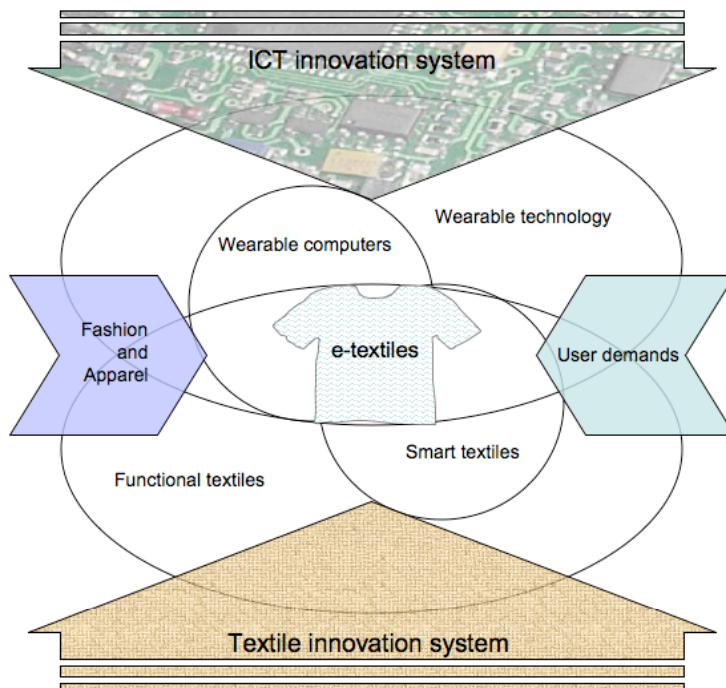 ICT innovation system
Wearable technology
Wearable computers
Fashion
and
Apparel
e-textiles
User demands
Smart textiles
Functional textiles
Textile innovation system